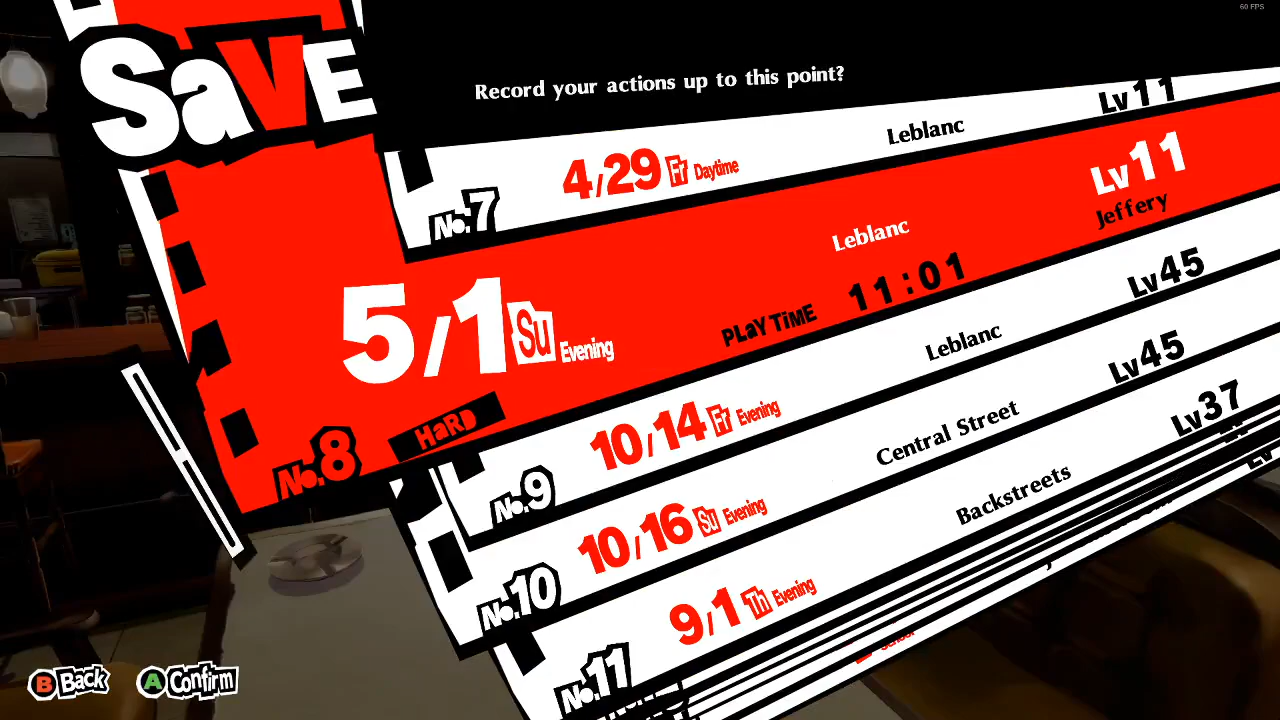 60 FPS
SaVE
Record your actions up to this point?
No.7 4/29 Fr Daytime Leblanc Lv11
No.8 5/1 Su Evening Leblanc Lv11
HaRD PLaY TiME 11:01 Jeffery
No.9 10/14 Fr Evening Leblanc Lv45
No.10 10/16 Su Evening Central Street Lv45
No.11 9/1 Th Evening Backstreets Lv37
B Back A Confirm